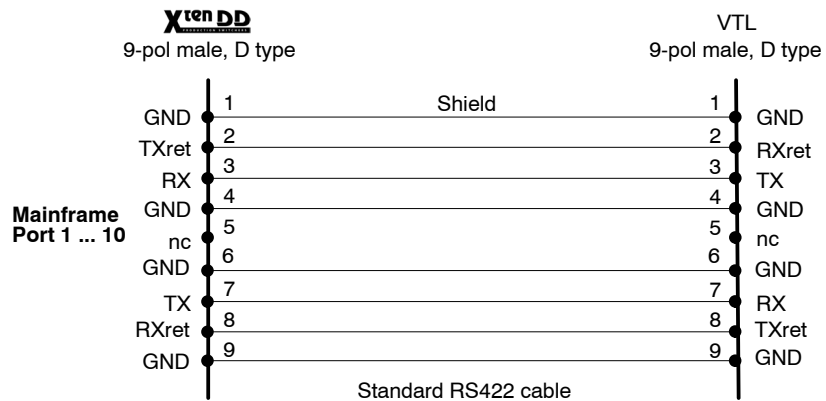 Xten DD
PRODUCTION SWITCHERS
VTL
9-pol male, D type
9-pol male, D type
GND 1 Shield 1 GND
TXret 2 2 RXret
RX 3 3 TX
GND 4 4 GND
Mainframe
Port 1 ... 10
nc 5 5 nc
GND 6 6 GND
TX 7 7 RX
RXret 8 8 TXret
GND 9 9 GND
Standard RS422 cable